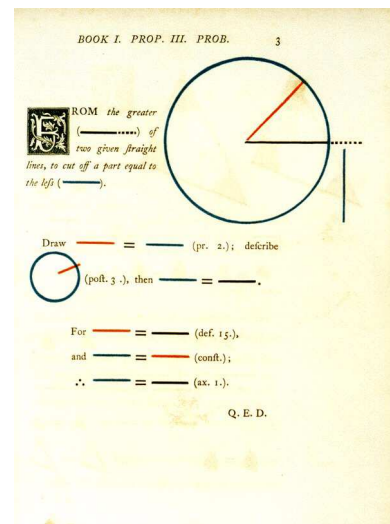 BOOK I. PROP. III. PROB. 3
FROM the greater
( ) of
two given ſtraight
lines, to cut off a part equal to
the leſs ( ).
Draw = (pr. 2.); deſcribe
(poſt. 3 .), then = .
For = (def. 15.),
and = (conſt.);
∴ = (ax. 1.).
Q. E. D.